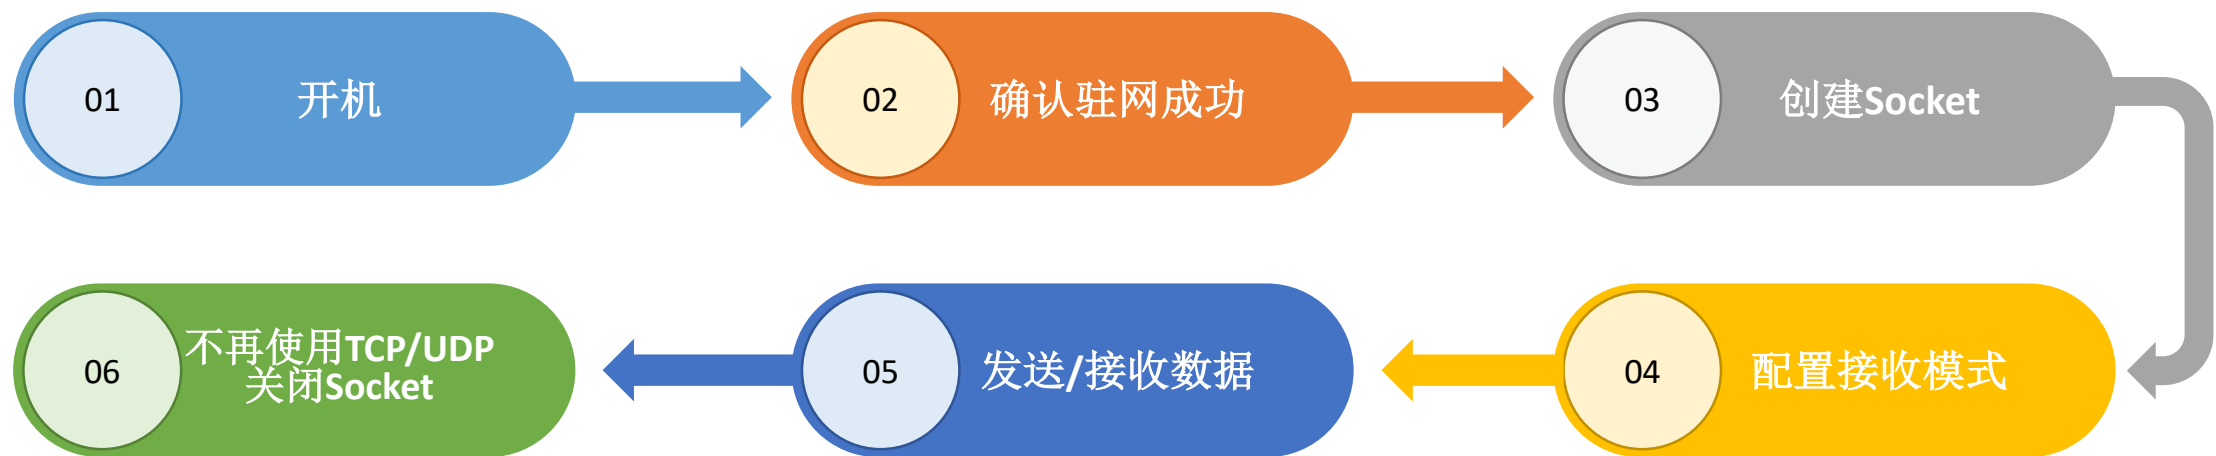 01
开机
02
确认驻网成功
03
创建Socket
04
配置接收模式
05
发送/接收数据
06
不再使用TCP/UDP
关闭Socket